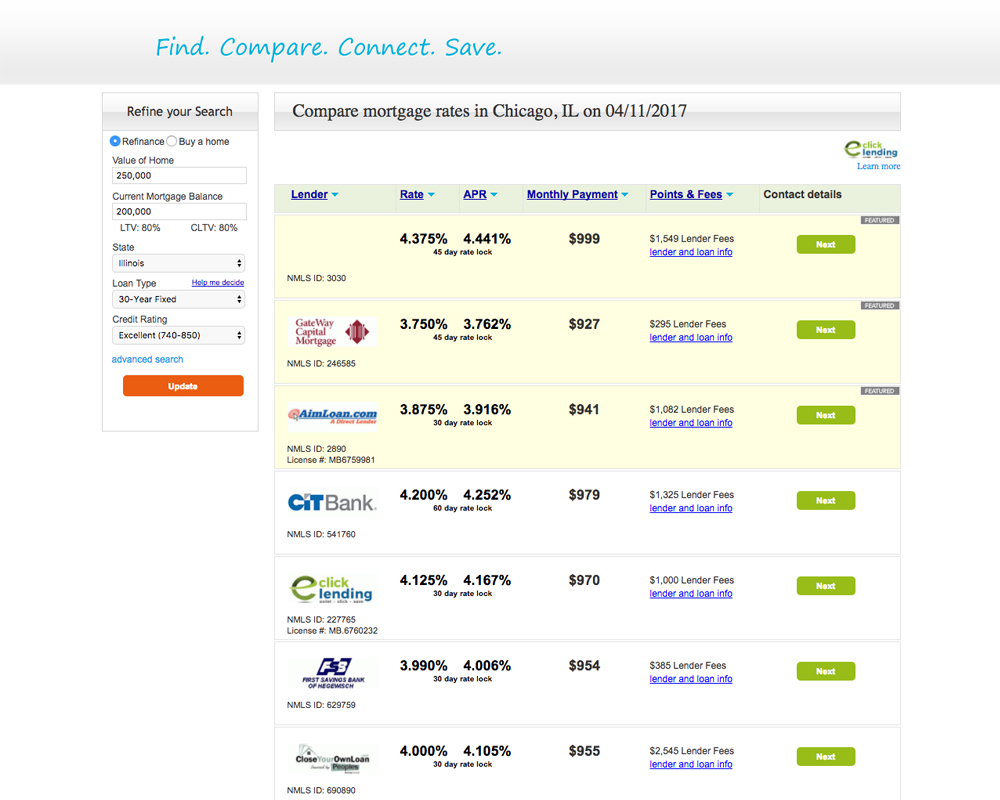 Find. Compare. Connect. Save.
Refine your Search
Refinance Buy a home
Value of Home
250,000
Current Mortgage Balance
200,000
LTV: 80% CLTV: 80%
State
Illinois
Loan Type Help me decide
30-Year Fixed
Credit Rating
Excellent (740-850)
advanced search
Update
Compare mortgage rates in Chicago, IL on 04/11/2017
eclick
lending
Learn more
Lender Rate APR Monthly Payment Points & Fees Contact details
FEATURED
4.375% 4.441% $999 $1,549 Lender Fees Next
45 day rate lock lender and loan info
NMLS ID: 3030
FEATURED
GateWay
Capital
Mortgage
3.750% 3.762% $927 $295 Lender Fees Next
45 day rate lock lender and loan info
NMLS ID: 246585
FEATURED
AimLoan.com
A Direct Lender
3.875% 3.916% $941 $1,082 Lender Fees Next
30 day rate lock lender and loan info
NMLS ID: 2890
License #: MB6759981
CiT Bank
4.200% 4.252% $979 $1,325 Lender Fees Next
60 day rate lock lender and loan info
NMLS ID: 541760
eclick
lending
4.125% 4.167% $970 $1,000 Lender Fees Next
30 day rate lock lender and loan info
NMLS ID: 227765
License #: MB.6760232
FSB
FIRST SAVINGS BANK
OF HEGEWISCH
3.990% 4.006% $954 $385 Lender Fees Next
30 day rate lock lender and loan info
NMLS ID: 629759
CloseYourOwnLoan
Powered by Peoples
4.000% 4.105% $955 $2,545 Lender Fees Next
30 day rate lock lender and loan info
NMLS ID: 690890